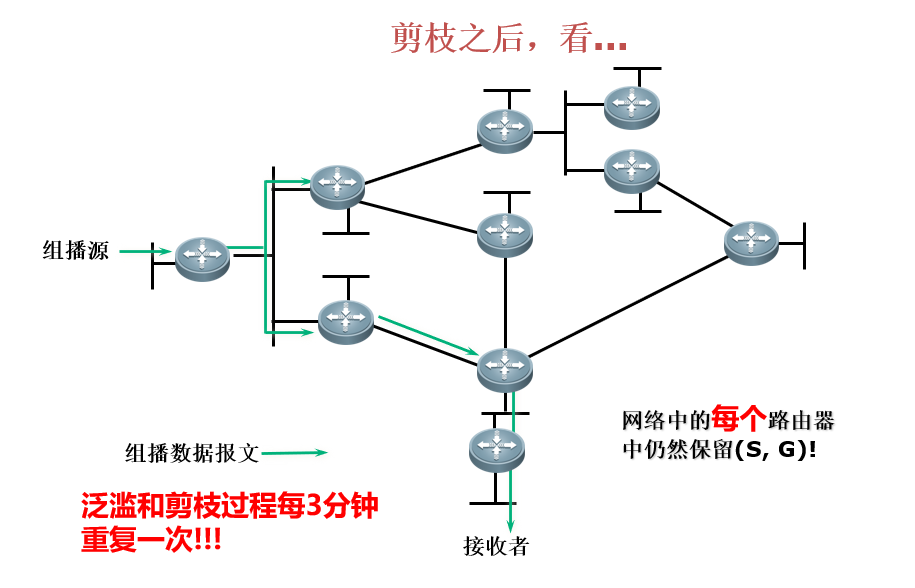 剪枝之后，看...
组播源
网络中的每个路由器
中仍然保留(S, G)!
组播数据报文
泛滥和剪枝过程每3分钟
重复一次!!!
接收者